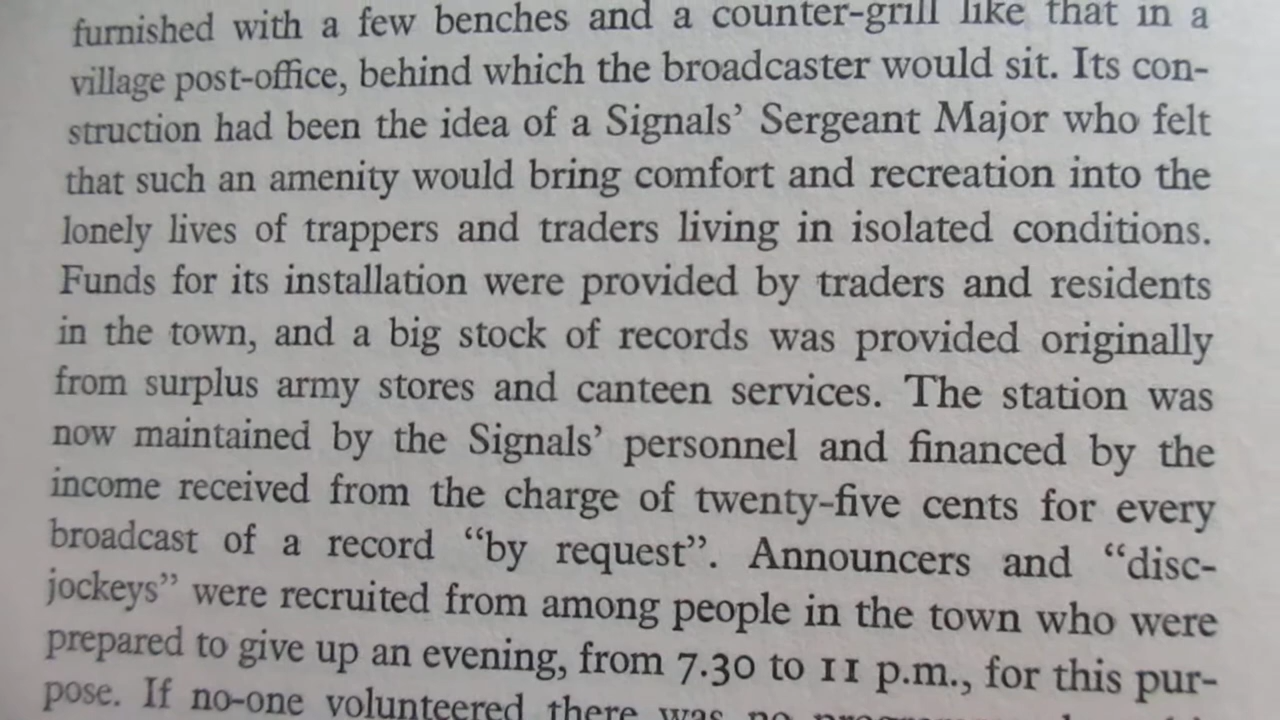 furnished with a few benches and a counter-grill like that in a
village post-office, behind which the broadcaster would sit. Its con-
struction had been the idea of a Signals’ Sergeant Major who felt
that such an amenity would bring comfort and recreation into the
lonely lives of trappers and traders living in isolated conditions.
Funds for its installation were provided by traders and residents
in the town, and a big stock of records was provided originally
from surplus army stores and canteen services. The station was
now maintained by the Signals’ personnel and financed by the
income received from the charge of twenty-five cents for every
broadcast of a record “by request”. Announcers and “disc-
jockeys” were recruited from among people in the town who were
prepared to give up an evening, from 7.30 to 11 p.m., for this pur-
pose. If no-one volunteered there was no